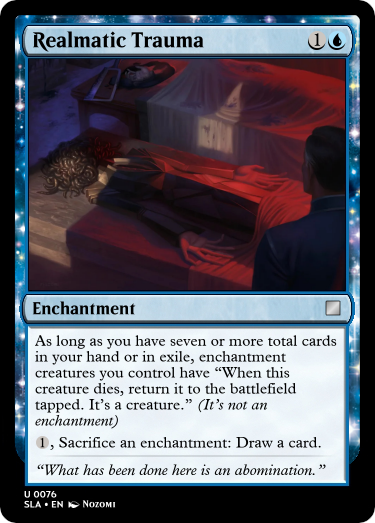 Realmatic Trauma 1
Enchantment
As long as you have seven or more total cards
in your hand or in exile, enchantment
creatures you control have “When this
creature dies, return it to the battlefield
tapped. It’s a creature.” (It’s not an
enchantment)
1, Sacrifice an enchantment: Draw a card.
“What has been done here is an abomination.”
U 0076
SLA • EN Nozomi